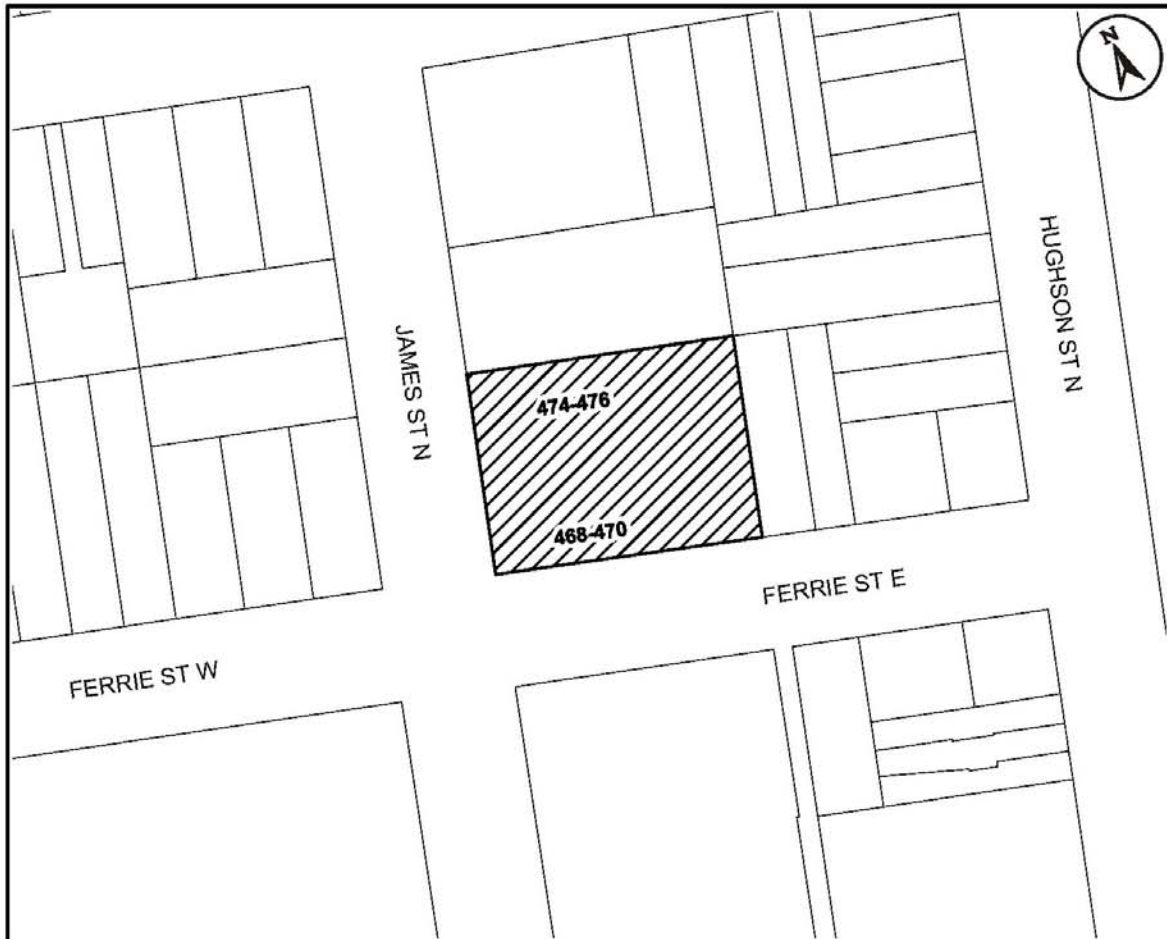 N
HUGHSON ST N
JAMES ST N
474-476
468-470
FERRIE ST E
FERRIE ST W